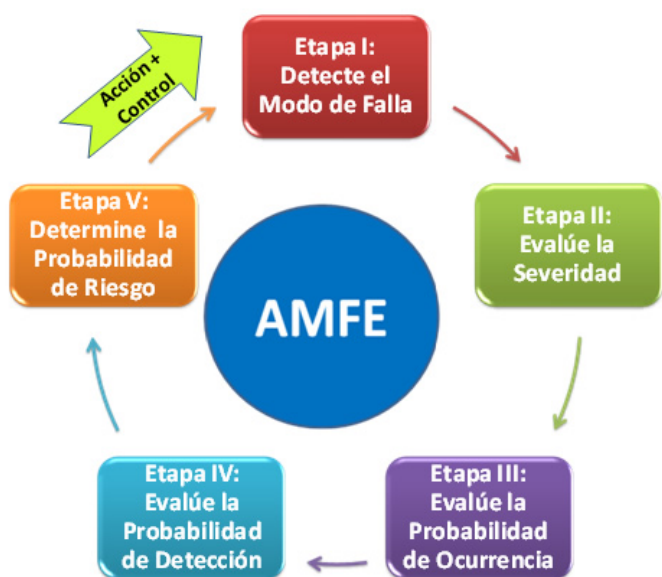 Acción +
Control
Etapa I:
Detecte el
Modo de Falla
Etapa II:
Evalúe la
Severidad
Etapa III:
Evalúe la
Probabilidad
de Ocurrencia
Etapa IV:
Evalúe la
Probabilidad
de Detección
Etapa V:
Determine la
Probabilidad
de Riesgo
AMFE